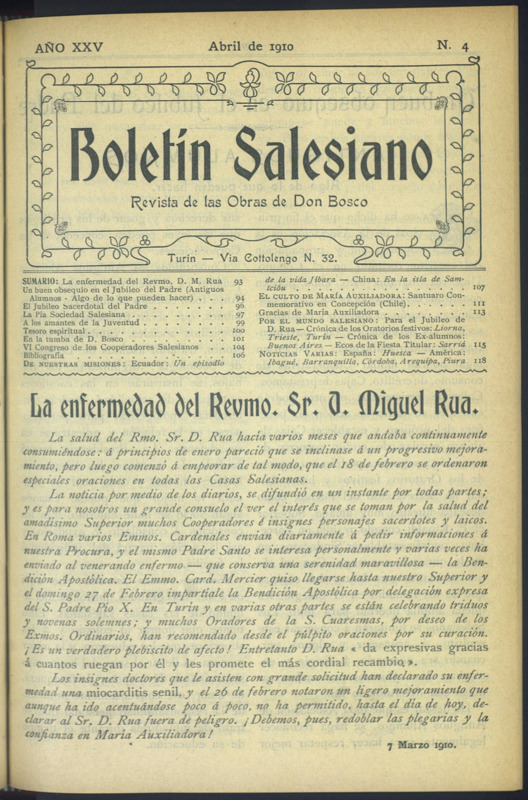 AÑO XXV Abril de 1910 N. 4
Boletín Salesiano
Revista de las Obras de Don Bosco
Turín — Via Cottolengo N. 32.
SUMARIO: La enfermedad del Revmo. D. M. Rua 93
Un buen obsequio en el Jubileo del Padre (Antiguos
Alumnos - Algo de lo que pueden hacer) . . . 94
El Jubileo Sacerdotal del Padre . . . . . . 96
La Pía Sociedad Salesiana . . . . . . . 97
A los amantes de la Juventud . . . . . . 99
Tesoro espiritual . . . . . . . . . 100
En la tumba de D. Bosco . . . . . . . 101
VI Congreso de los Cooperadores Salesianos . . 104
Bibliografía . . . . . . . . . . 106
DE NUESTRAS MISIONES: Ecuador: Un episodio
de la vida Jíbara — China: En la isla de San-
cián . . . . . . . . . . 107
EL CULTO DE MARÍA AUXILIADORA: Santuaro Con-
memorativo en Concepción (Chile) . . . . . 111
Gracias de María Auxiliadora . . . . . . 113
POR EL MUNDO SALESIANO: Para el Jubileo de
D. Rua — Crónica de los Oratorios festivos: Liorna,
Trieste, Turín — Crónica de los Ex-alumnos:
Buenos Aires — Ecos de la Fiesta Titular: Sarriá 115
NOTICIAS VARIAS: España: Huesca — América:
Ibagué, Barranquilla, Córdoba, Arequipa, Piura 118
La enfermedad del Revmo. Sr. D. Miguel Rua.
La salud del Rmo. Sr. D. Rua hacía varios meses que andaba continuamente
consumiéndose: á principios de enero pareció que se inclinase á un progresivo mejora-
miento, pero luego comenzó á empeorar de tal modo, que el 18 de febrero se ordenaron
especiales oraciones en todas las Casas Salesianas.
La noticia por medio de los diarios, se difundió en un instante por todas partes;
y es para nosotros un grande consuelo el ver el interés que se toman por la salud del
amadísimo Superior muchos Cooperadores é insignes personajes sacerdotes y laicos.
En Roma varios Emmos. Cardenales envían diariamente á pedir informaciones á
nuestra Procura, y el mismo Padre Santo se interesa personalmente y varias veces ha
enviado al venerando enfermo — que conserva una serenidad maravillosa — la Ben-
dición Apostólica. El Emmo. Card. Mercier quiso llegarse hasta nuestro Superior y
el domingo 27 de Febrero impartiale la Bendición Apostólica por delegación expresa
del S. Padre Pío X. En Turín y en varias otras partes se están celebrando triduos
y novenas solemnes; y muchos Oradores de la S. Cuaresmas, por deseo de los
Exmos. Ordinarios, han recomendado desde el púlpito oraciones por su curación.
¡Es un verdadero plebiscito de afecto! Entretanto D. Rua « da expresivas gracias
á cuantos ruegan por él y les promete el más cordial recambio ».
Los insignes doctores que le asisten con grande solicitud han declarado su enfer-
medad una miocarditis senil, y el 26 de febrero notaron un ligero mejoramiento que
aunque ha ido acentuándose poco á poco, no ha permitido, hasta el día de hoy, de-
clarar al Sr. D. Rua fuera de peligro. ¡Debemos, pues, redoblar las plegarias y la
confianza en María Auxiliadora!
7 Marzo 1910.